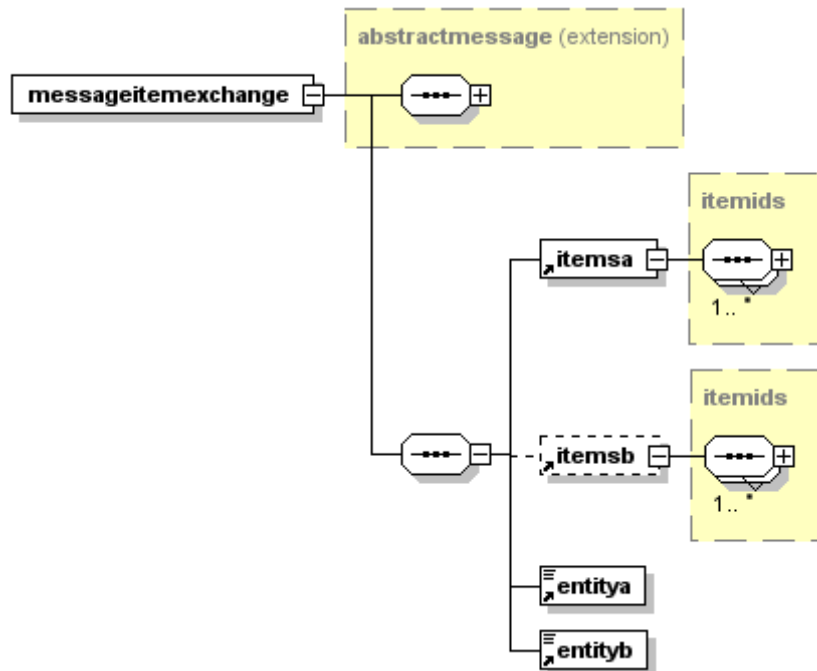 abstractmessage (extension)
messageitemexchange
itemids
itemsa
1.. *
itemids
itemsb
1.. *
entitya
entityb